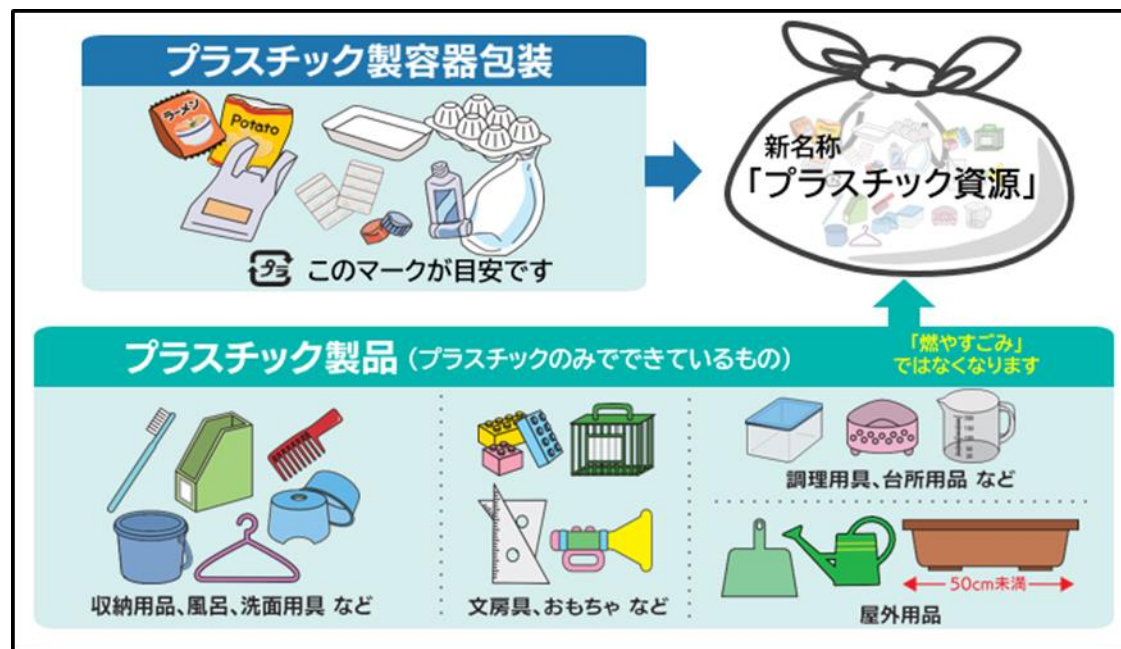 プラスチック製容器包装
ラーメン
Potato
プラ
このマークが目安です
新名称
「プラスチック資源」
プラスチック製品(プラスチックのみでできているもの)
「燃やすごみ」
ではなくなります
収納用品、風呂、洗面用具 など
文房具、おもちゃ など
調理用具、台所用品 など
50cm未満
屋外用品